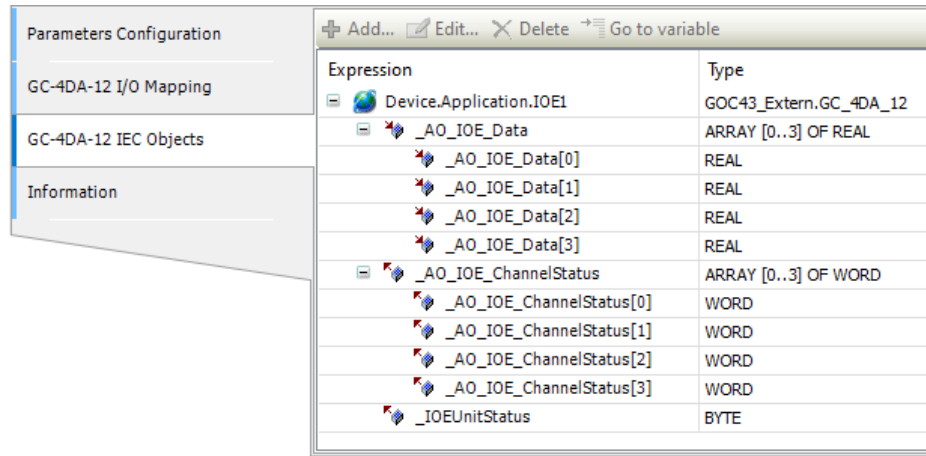 Parameters Configuration
GC-4DA-12 I/O Mapping
GC-4DA-12 IEC Objects
Information
Add... Edit... Delete Go to variable
Expression Type
Device.Application.IOE1 GOC43_Extern.GC_4DA_12
_AO_IOE_Data ARRAY [0..3] OF REAL
_AO_IOE_Data[0] REAL
_AO_IOE_Data[1] REAL
_AO_IOE_Data[2] REAL
_AO_IOE_Data[3] REAL
_AO_IOE_ChannelStatus ARRAY [0..3] OF WORD
_AO_IOE_ChannelStatus[0] WORD
_AO_IOE_ChannelStatus[1] WORD
_AO_IOE_ChannelStatus[2] WORD
_AO_IOE_ChannelStatus[3] WORD
_IOEUnitStatus BYTE